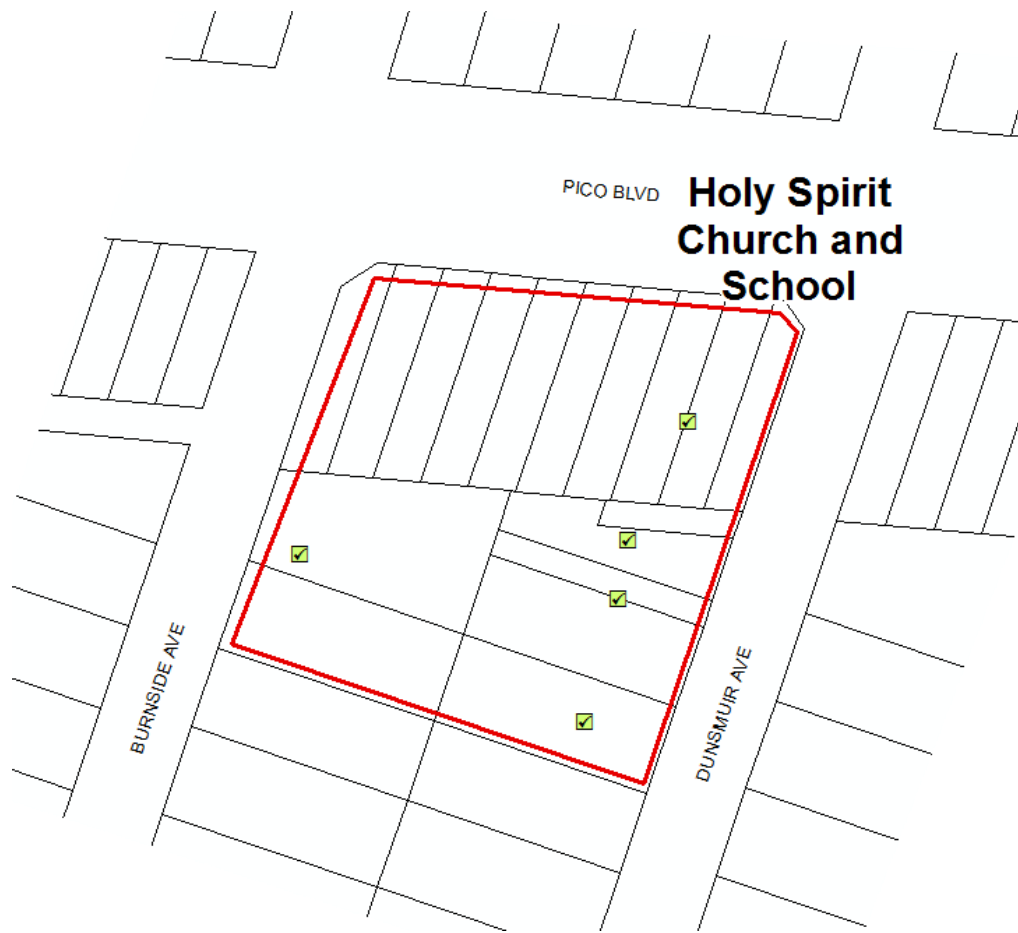 PICO BLVD
Holy Spirit
Church and
School
BURNSIDE AVE
DUNSMUIR AVE